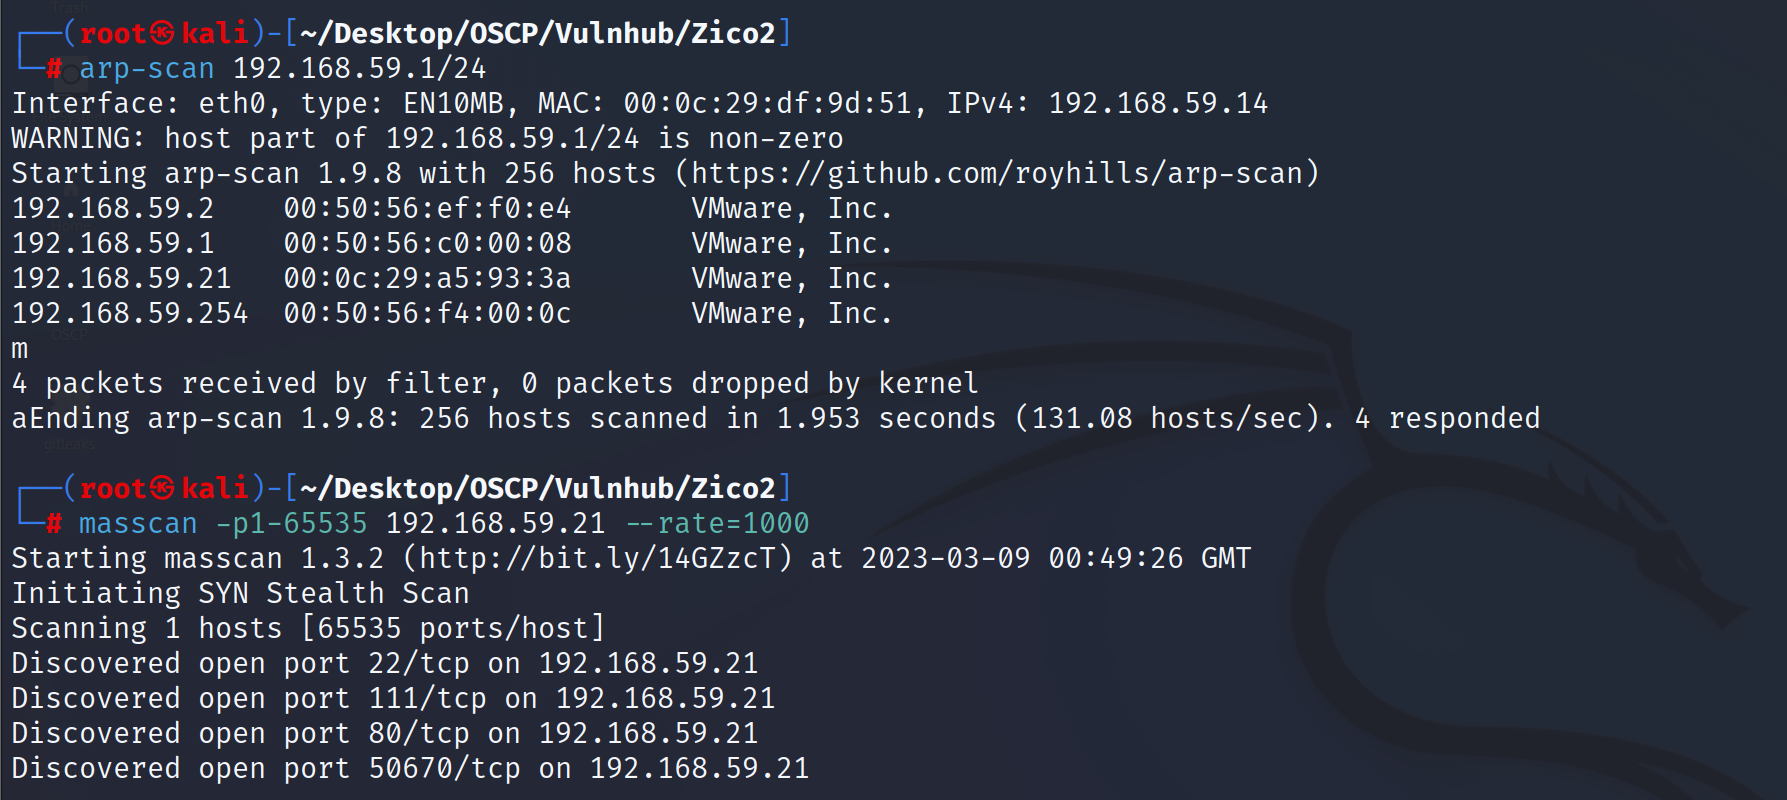 Trash
┌──(root㉿kali)-[~/Desktop/OSCP/Vulnhub/Zico2]
└─# arp-scan 192.168.59.1/24
Interface: eth0, type: EN10MB, MAC: 00:0c:29:df:9d:51, IPv4: 192.168.59.14
WARNING: host part of 192.168.59.1/24 is non-zero
Starting arp-scan 1.9.8 with 256 hosts (https://github.com/royhills/arp-scan)
192.168.59.2    00:50:56:ef:f0:e4       VMware, Inc.
192.168.59.1    00:50:56:c0:00:08       VMware, Inc.
192.168.59.21   00:0c:29:a5:93:3a       VMware, Inc.
192.168.59.254  00:50:56:f4:00:0c       VMware, Inc.
OSCP
m
4 packets received by filter, 0 packets dropped by kernel
aEnding arp-scan 1.9.8: 256 hosts scanned in 1.953 seconds (131.08 hosts/sec). 4 responded
┌──(root㉿kali)-[~/Desktop/OSCP/Vulnhub/Zico2]
└─# masscan -p1-65535 192.168.59.21 --rate=1000
Starting masscan 1.3.2 (http://bit.ly/14GZzcT) at 2023-03-09 00:49:26 GMT
Initiating SYN Stealth Scan
Scanning 1 hosts [65535 ports/host]
Discovered open port 22/tcp on 192.168.59.21
Discovered open port 111/tcp on 192.168.59.21
Discovered open port 80/tcp on 192.168.59.21
Discovered open port 50670/tcp on 192.168.59.21